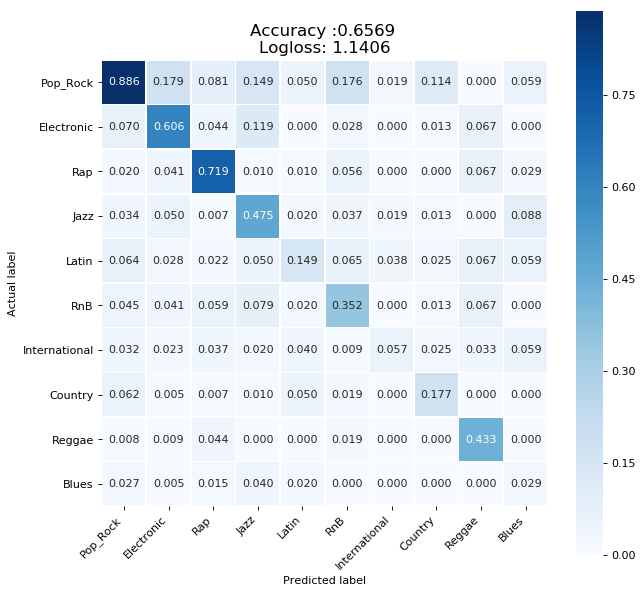 Accuracy :0.6569
Logloss: 1.1406
Pop_Rock 0.886 0.179 0.081 0.149 0.050 0.176 0.019 0.114 0.000 0.059
0.75
Electronic 0.070 0.606 0.044 0.119 0.000 0.028 0.000 0.013 0.067 0.000
Rap 0.020 0.041 0.719 0.010 0.010 0.056 0.000 0.000 0.067 0.029
0.60
Jazz 0.034 0.050 0.007 0.475 0.020 0.037 0.019 0.013 0.000 0.088
Actual label
Latin 0.064 0.028 0.022 0.050 0.149 0.065 0.038 0.025 0.067 0.059
0.45
RnB 0.045 0.041 0.059 0.079 0.020 0.352 0.000 0.013 0.067 0.000
International 0.032 0.023 0.037 0.020 0.040 0.009 0.057 0.025 0.033 0.059
0.30
Country 0.062 0.005 0.007 0.010 0.050 0.019 0.000 0.177 0.000 0.000
Reggae 0.008 0.009 0.044 0.000 0.000 0.019 0.000 0.000 0.433 0.000
0.15
Blues 0.027 0.005 0.015 0.040 0.020 0.000 0.000 0.000 0.000 0.029
0.00
Pop_Rock Electronic Rap Jazz Latin RnB International Country Reggae Blues
Predicted label